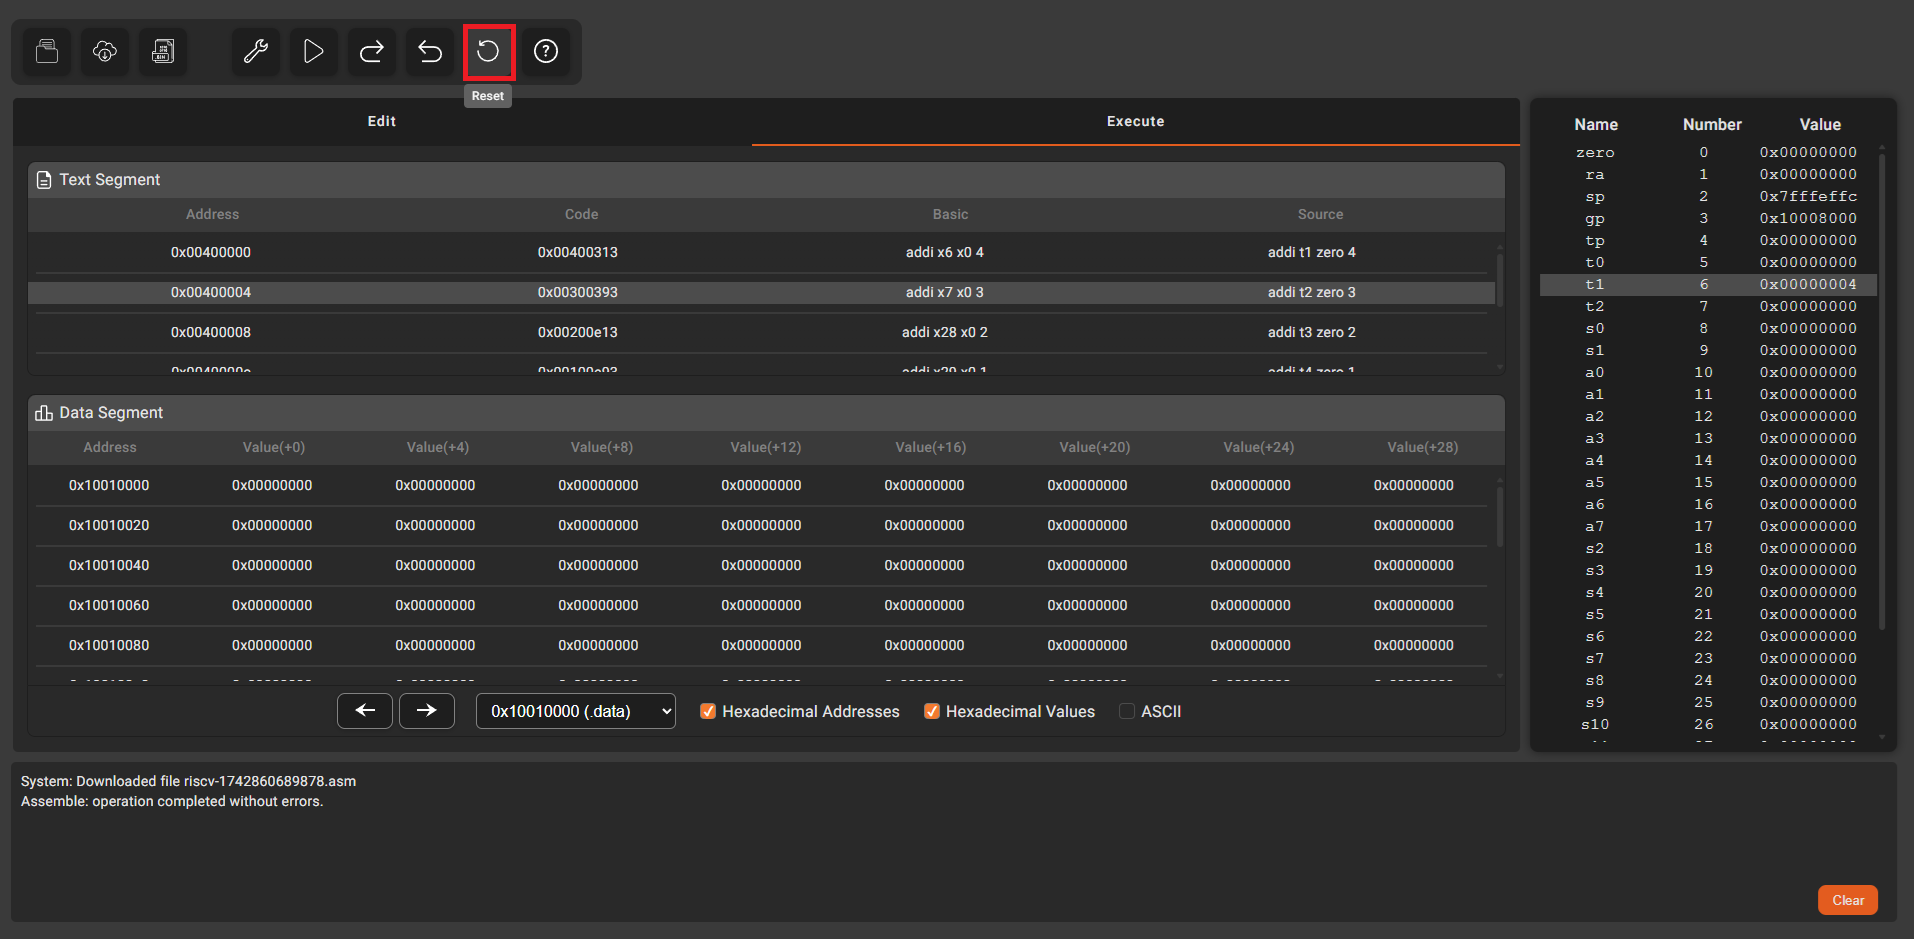 Reset
Edit Execute
Text Segment
Address Code Basic Source
0x00400000 0x00400313 addi x6 x0 4 addi t1 zero 4
0x00400004 0x00300393 addi x7 x0 3 addi t2 zero 3
0x00400008 0x00200e13 addi x28 x0 2 addi t3 zero 2
0x0040000c 0x00100e93 addi x29 x0 1 addi t4 zero 1
Data Segment
Address Value(+0) Value(+4) Value(+8) Value(+12) Value(+16) Value(+20) Value(+24) Value(+28)
0x10010000 0x00000000 0x00000000 0x00000000 0x00000000 0x00000000 0x00000000 0x00000000 0x00000000
0x10010020 0x00000000 0x00000000 0x00000000 0x00000000 0x00000000 0x00000000 0x00000000 0x00000000
0x10010040 0x00000000 0x00000000 0x00000000 0x00000000 0x00000000 0x00000000 0x00000000 0x00000000
0x10010060 0x00000000 0x00000000 0x00000000 0x00000000 0x00000000 0x00000000 0x00000000 0x00000000
0x10010080 0x00000000 0x00000000 0x00000000 0x00000000 0x00000000 0x00000000 0x00000000 0x00000000
0x10010000 (.data) Hexadecimal Addresses Hexadecimal Values ASCII
Name Number Value
zero 0 0x00000000
ra 1 0x00000000
sp 2 0x7fffeffc
gp 3 0x10008000
tp 4 0x00000000
t0 5 0x00000000
t1 6 0x00000004
t2 7 0x00000000
s0 8 0x00000000
s1 9 0x00000000
a0 10 0x00000000
a1 11 0x00000000
a2 12 0x00000000
a3 13 0x00000000
a4 14 0x00000000
a5 15 0x00000000
a6 16 0x00000000
a7 17 0x00000000
s2 18 0x00000000
s3 19 0x00000000
s4 20 0x00000000
s5 21 0x00000000
s6 22 0x00000000
s7 23 0x00000000
s8 24 0x00000000
s9 25 0x00000000
s10 26 0x00000000
System: Downloaded file riscv-1742860689878.asm
Assemble: operation completed without errors.
Clear